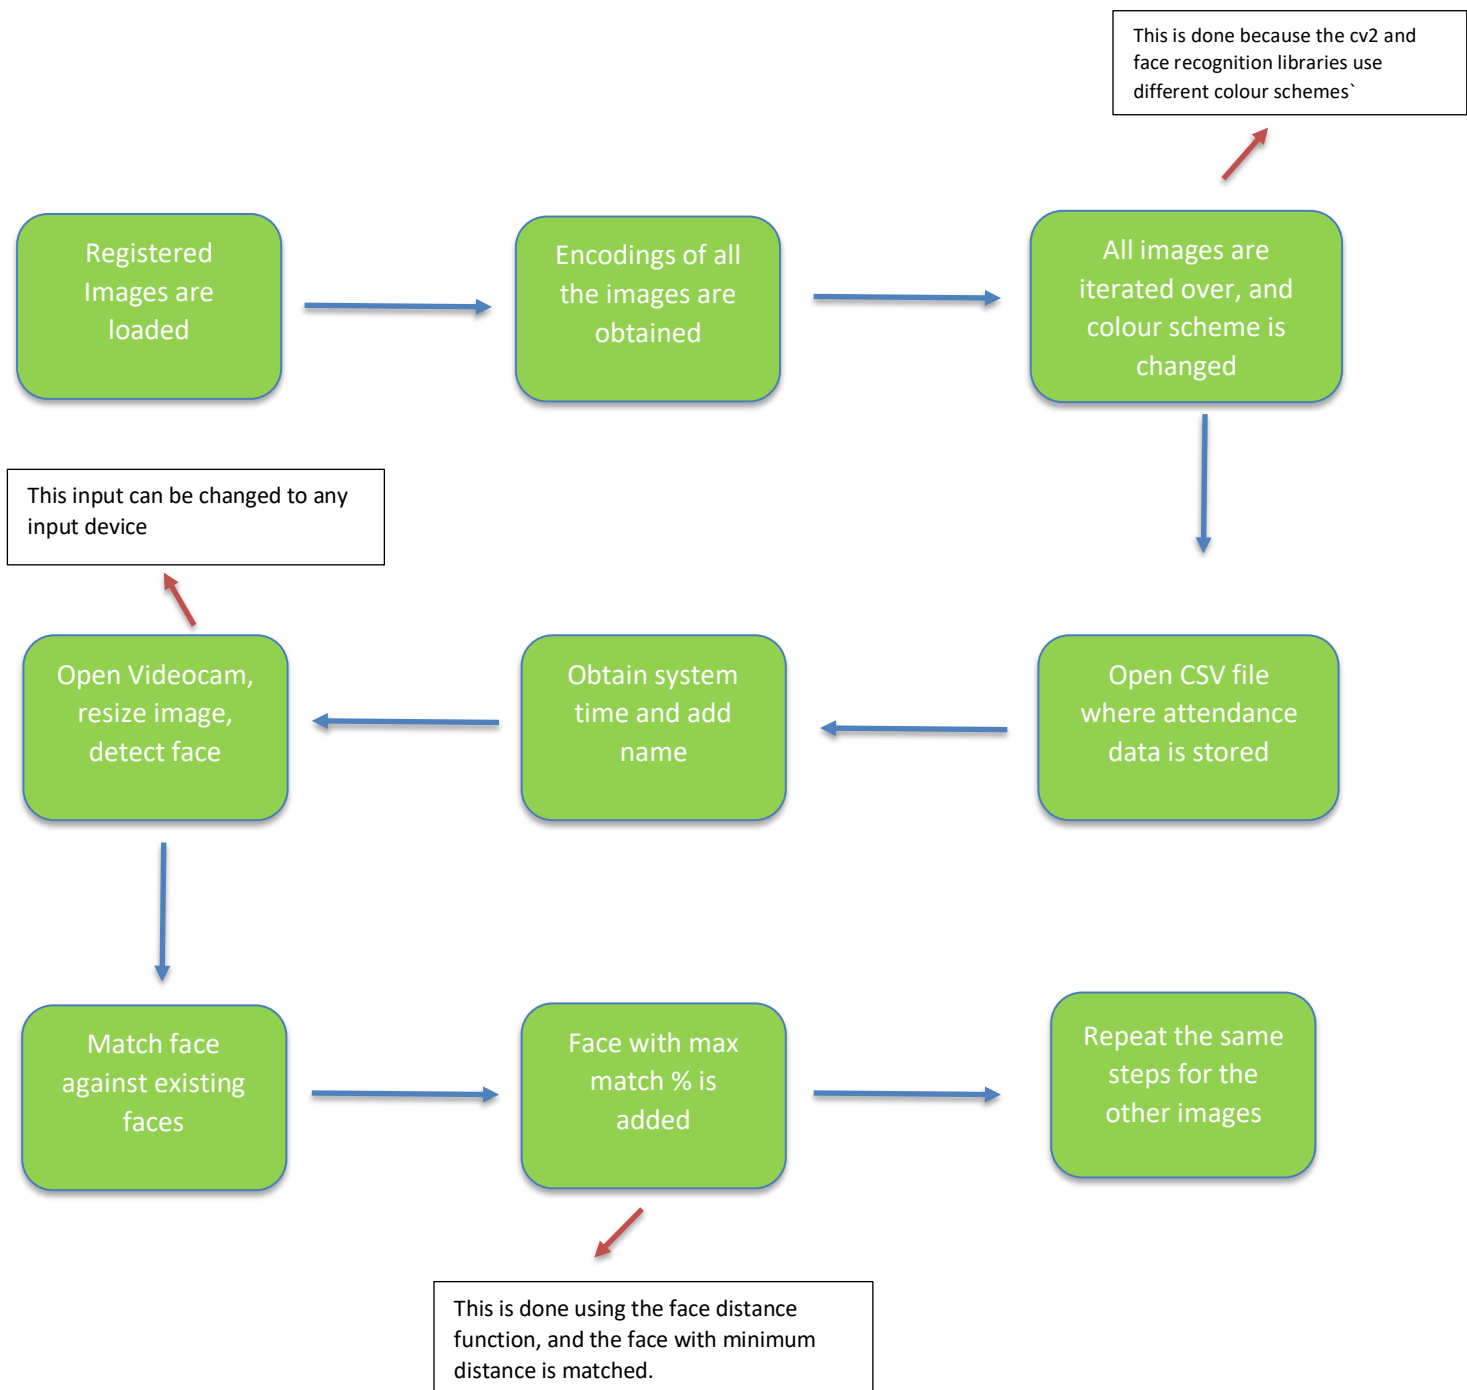 This is done because the cv2 and
face recognition libraries use
different colour schemes`
Registered
Images are
loaded
Encodings of all
the images are
obtained
All images are
iterated over, and
colour scheme is
changed
This input can be changed to any
input device
Open Videocam,
resize image,
detect face
Obtain system
time and add
name
Open CSV file
where attendance
data is stored
Match face
against existing
faces
Face with max
match % is
added
Repeat the same
steps for the
other images
This is done using the face distance
function, and the face with minimum
distance is matched.